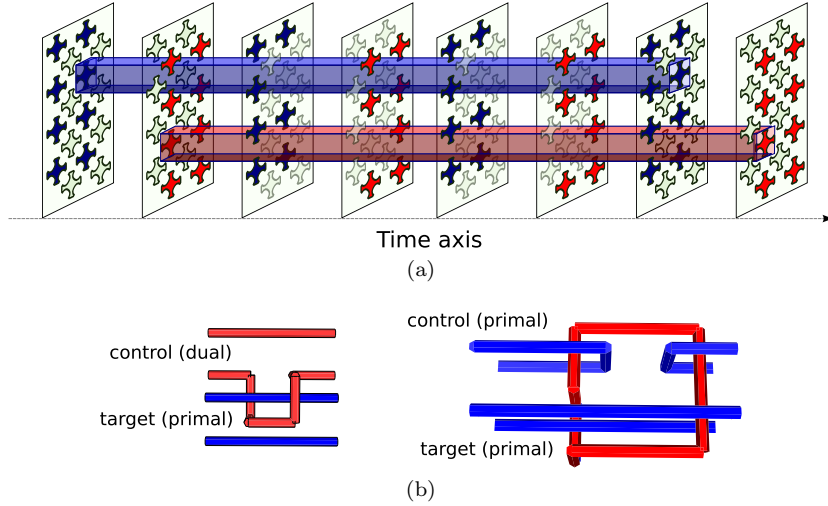 Time axis
(a)
control (primal)
control (dual)
target (primal)
target (primal)
(b)